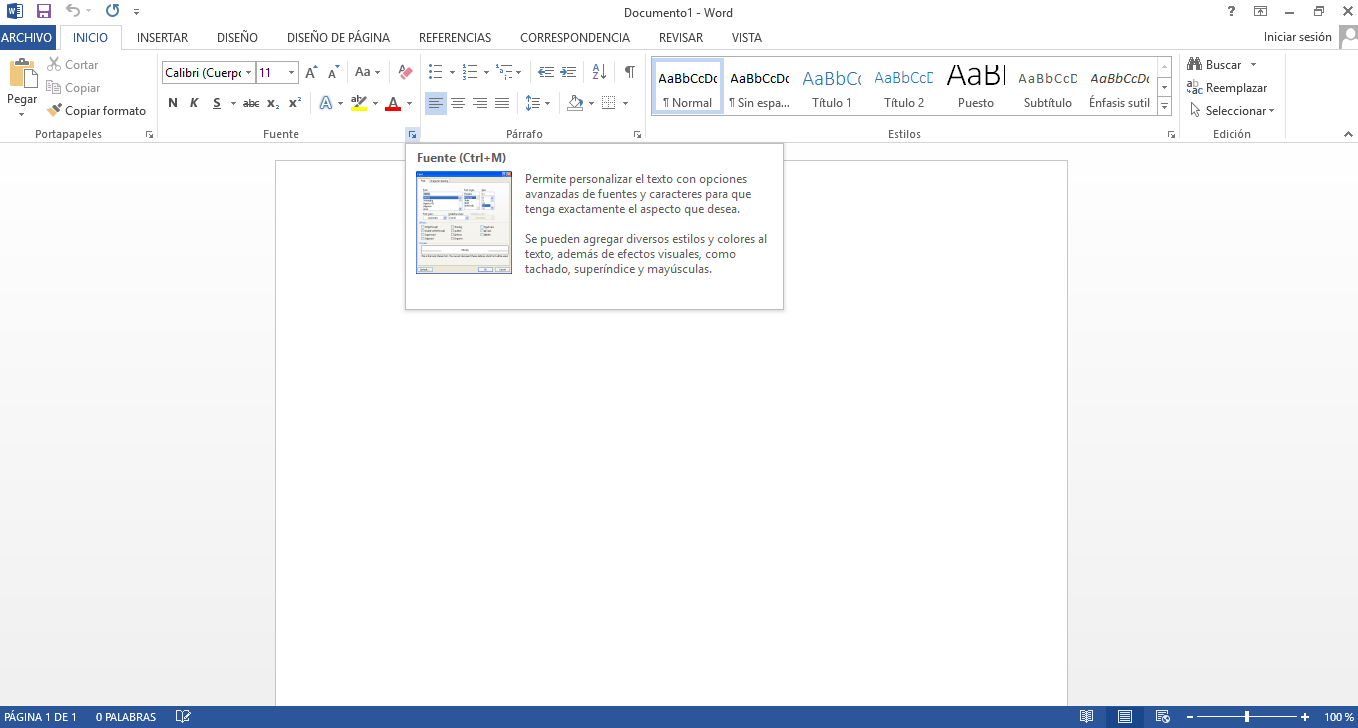 Documento1 - Word
ARCHIVO INICIO INSERTAR DISEÑO DISEÑO DE PÁGINA REFERENCIAS CORRESPONDENCIA REVISAR VISTA Iniciar sesión
Pegar
Cortar
Copiar
Copiar formato
Portapapeles
Calibri (Cuerpo 11
Aa
N K S abc x₂ x²
A ab A
Fuente
Párrafo
AaBbCcDc AaBbCcDc AaBbCc AaBbCcD AaBl AaBbCcD AaBbCcDc
¶ Normal ¶ Sin espa... Título 1 Título 2 Puesto Subtítulo Énfasis sutil
Estilos
Buscar
Reemplazar
Seleccionar
Edición
Fuente (Ctrl+M)
Permite personalizar el texto con opciones
avanzadas de fuentes y caracteres para que
tenga exactamente el aspecto que desea.
Se pueden agregar diversos estilos y colores al
texto, además de efectos visuales, como
tachado, superíndice y mayúsculas.
PÁGINA 1 DE 1 0 PALABRAS 100 %